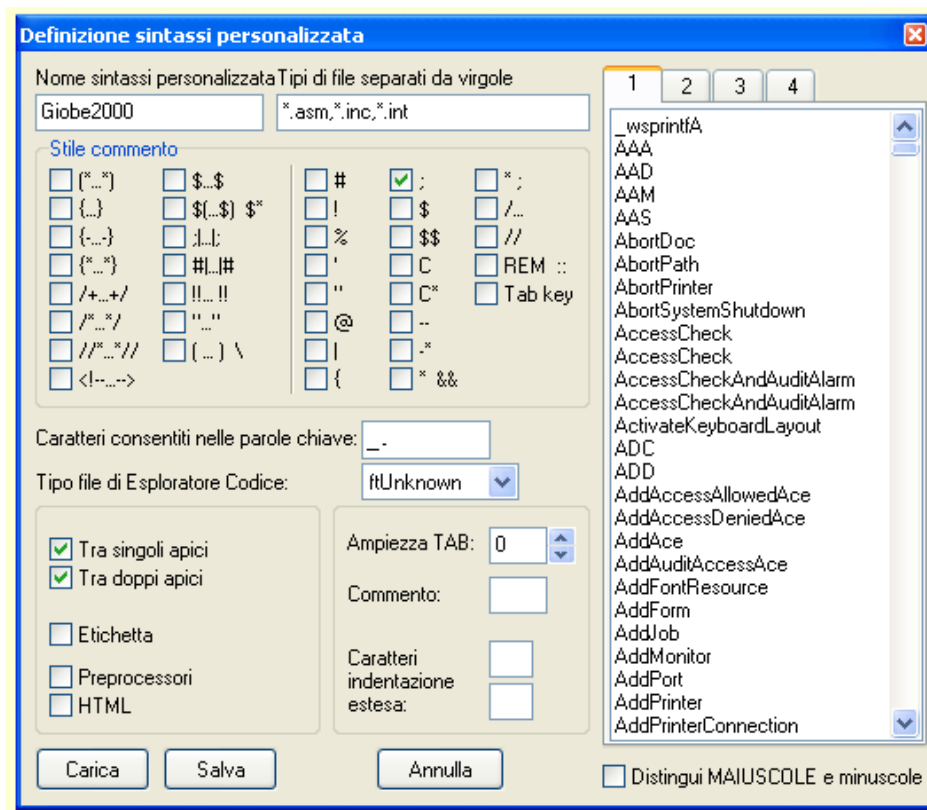 Definizione sintassi personalizzata
Nome sintassi personalizzata Tipi di file separati da virgole
Giobe2000 *.asm,*.inc,*.int
Stile commento
(*...*) $...$ # ; * ;
{...} $(...$) $* ! $ /...
{-...-} ;|...|; % $$ //
{*...*} #|...|# ' C REM ::
/+...+/ !!... !! " C* Tab key
/*...*/ "..." @ --
//*...*// ( ... ) \ | -*
<!--...--> { * &&
Caratteri consentiti nelle parole chiave: _.
Tipo file di Esploratore Codice: ftUnknown
Tra singoli apici
Tra doppi apici
Etichetta
Preprocessori
HTML
Ampiezza TAB: 0
Commento:
Caratteri
indentazione
estesa:
Carica Salva Annulla
1 2 3 4
_wsprintfA
AAA
AAD
AAM
AAS
AbortDoc
AbortPath
AbortPrinter
AbortSystemShutdown
AccessCheck
AccessCheck
AccessCheckAndAuditAlarm
AccessCheckAndAuditAlarm
ActivateKeyboardLayout
ADC
ADD
AddAccessAllowedAce
AddAccessDeniedAce
AddAce
AddAuditAccessAce
AddFontResource
AddForm
AddJob
AddMonitor
AddPort
AddPrinter
AddPrinterConnection
Distingui MAIUSCOLE e minuscole